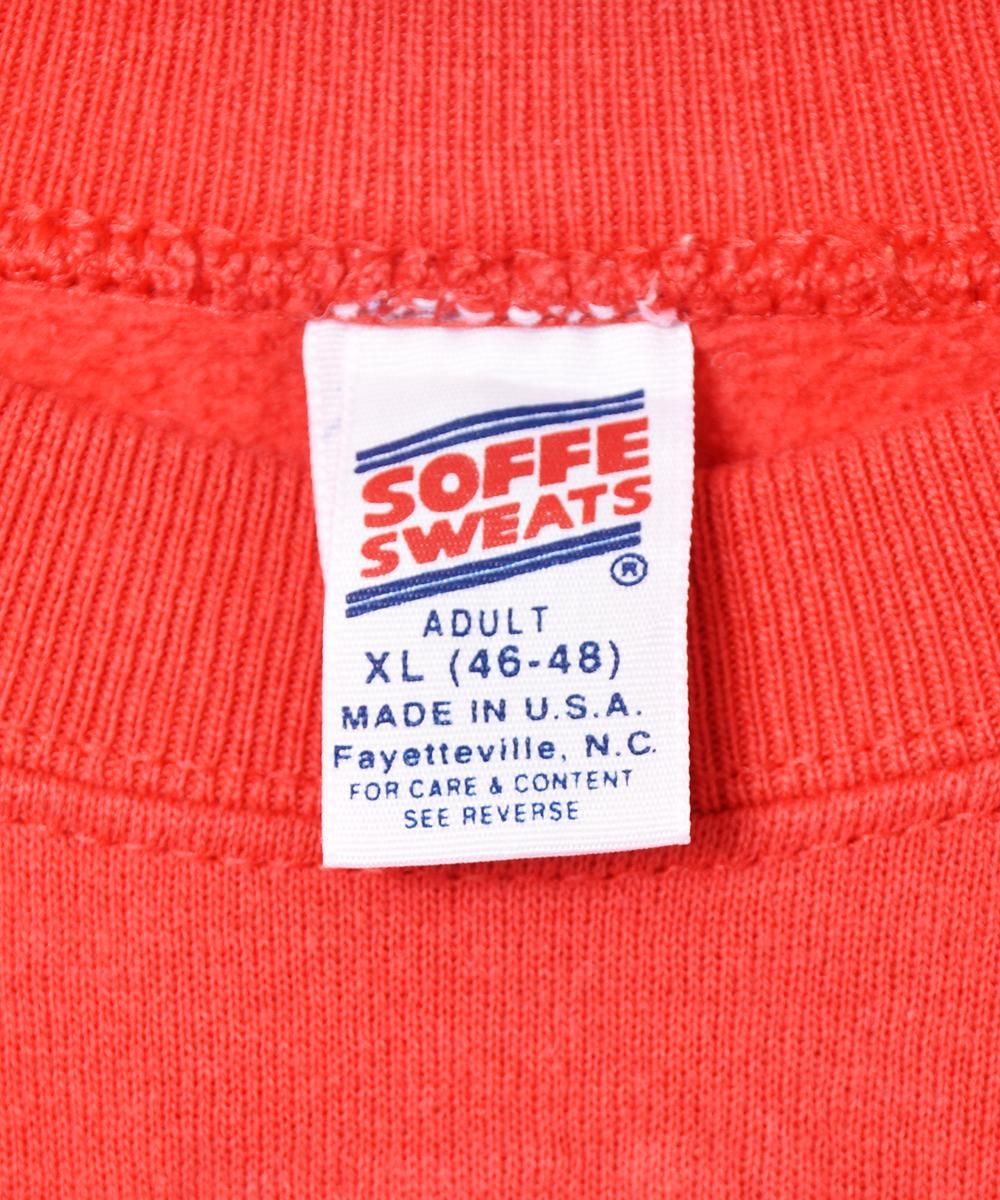 SOFFE
SWEATS
®
ADULT
XL (46-48)
MADE IN U.S.A.
Fayetteville, N.C.
FOR CARE & CONTENT
SEE REVERSE